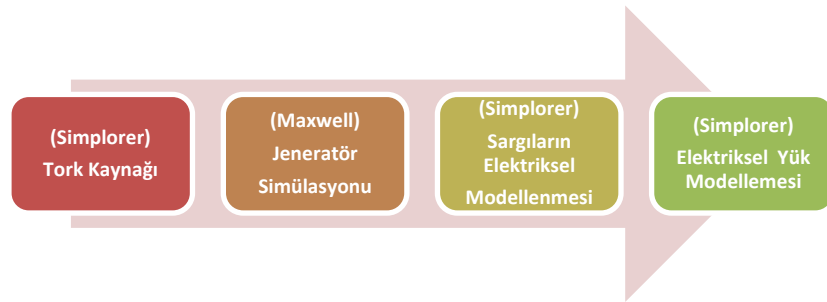 (Simplorer)
Tork Kaynağı
(Maxwell)
Jeneratör
Simülasyonu
(Simplorer)
Sargıların
Elektriksel
Modellenmesi
(Simplorer)
Elektriksel Yük
Modellemesi